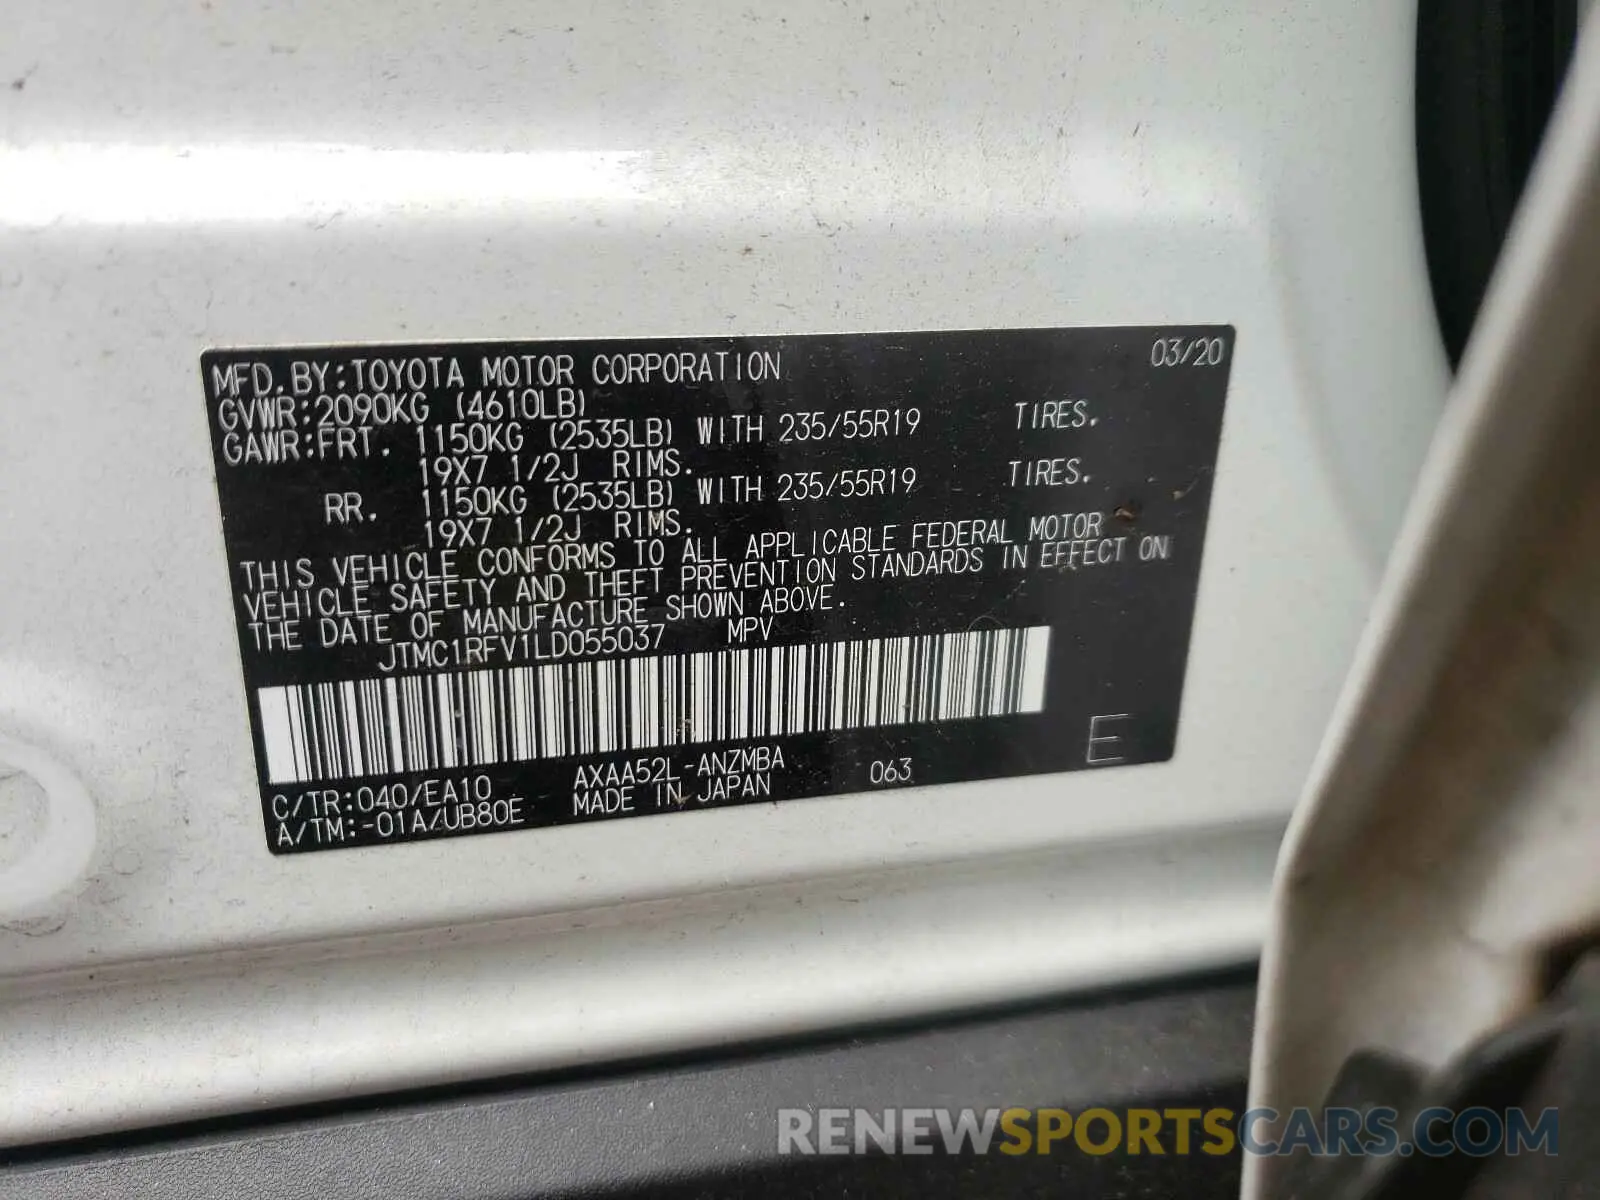 MFD.BY:TOYOTA MOTOR CORPORATION 03/20
GVWR:2090KG (4610LB)
GAWR:FRT. 1150KG (2535LB) WITH 235/55R19 TIRES.
19X7 1/2J RIMS.
RR. 1150KG (2535LB) WITH 235/55R19 TIRES.
19X7 1/2J RIMS.
THIS VEHICLE CONFORMS TO ALL APPLICABLE FEDERAL MOTOR
VEHICLE SAFETY AND THEFT PREVENTION STANDARDS IN EFFECT ON
THE DATE OF MANUFACTURE SHOWN ABOVE.
JTMC1RFV1LD055037 MPV
E
C/TR:040/EA10 AXAA52L-ANZMBA 063
A/TM:-01A/UB80E MADE IN JAPAN
RENEWSPORTSCARS.COM